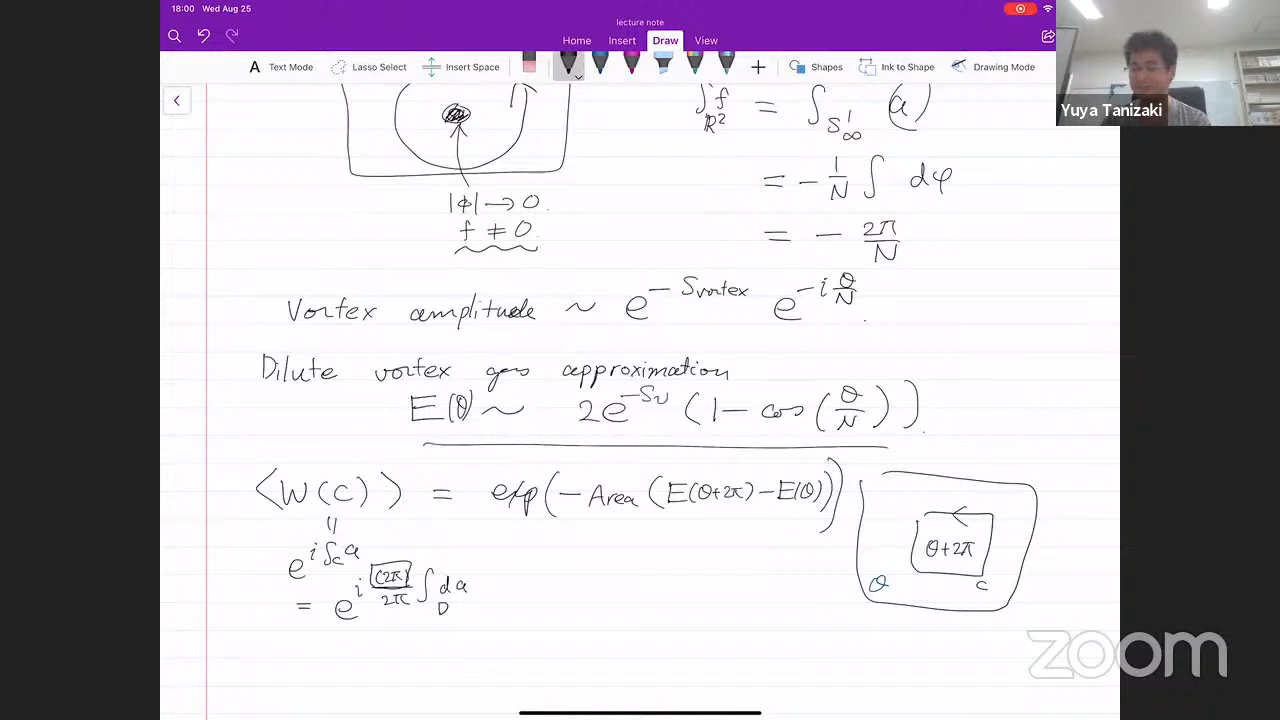 18:00 Wed Aug 25
lecture note
Home Insert Draw View
Text Mode Lasso Select Insert Space Shapes Ink to Shape Drawing Mode
Yuya Tanizaki
∫_{R²} f = ∫_{S¹_∞} (a)
= - 1/N ∫ dφ
|φ| → 0.
f ≠ 0
= - 2π/N
Vortex amplitude ~ e^{-S_{vortex}} e^{-i θ/N}.
Dilute vortex gas approximation
E(θ) ~ 2e^{-S_v} (1 - cos(θ/N)).
⟨W(C)⟩ = exp(-Area (E(θ+2π) - E(θ)))
e^{i∫_C a}
= e^{i (2π)/2π ∫_D da}
θ+2π
θ
C
zoom